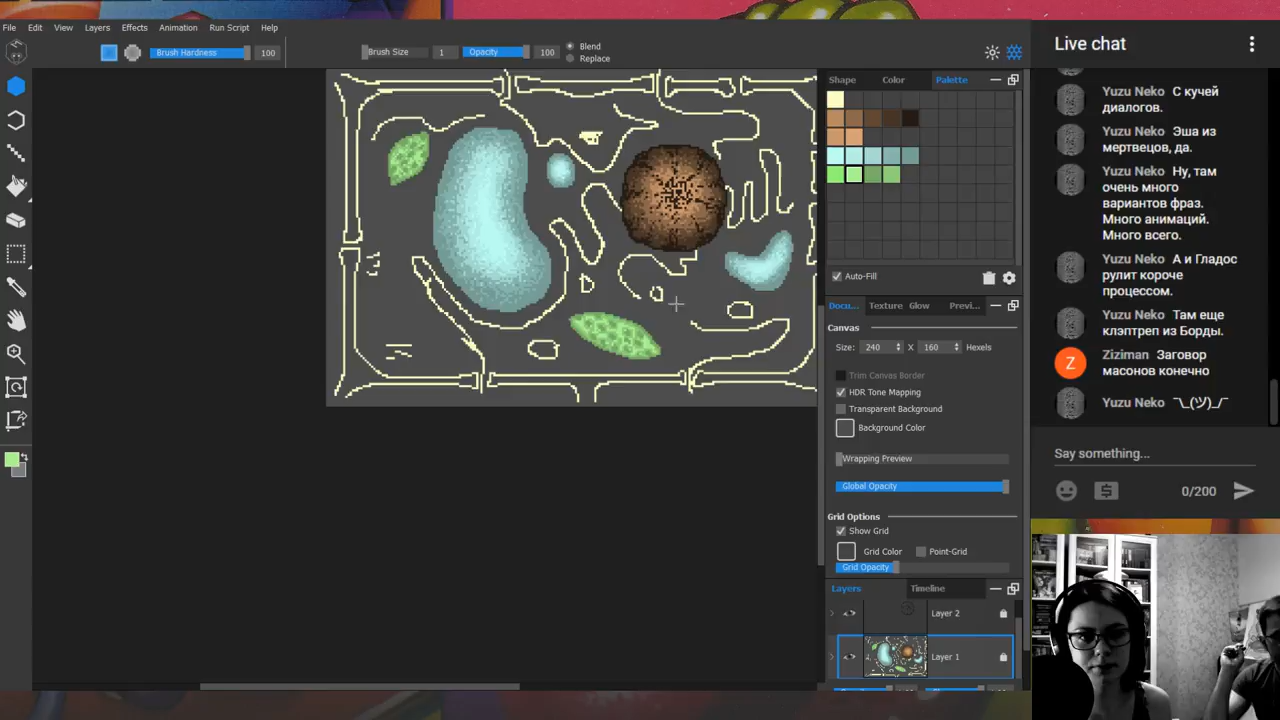 File Edit View Layers Effects Animation Run Script Help
Brush Hardness 100 Brush Size 1 Opacity 100 Blend
Replace
Shape Color Palette
Auto-Fill
Docu... Texture Glow Previ...
Canvas
Size: 240 X 160 Hexels
Trim Canvas Border
HDR Tone Mapping
Transparent Background
Background Color
Wrapping Preview
Global Opacity
Grid Options
Show Grid
Grid Color Point-Grid
Grid Opacity
Layers Timeline
Layer 2
Layer 1
Live chat
Yuzu Neko С кучей
диалогов.
Yuzu Neko Эша из
мертвецов, да.
Yuzu Neko Ну, там
очень много
вариантов фраз.
Много анимаций.
Много всего.
Yuzu Neko А и Гладос
рулит короче
процессом.
Yuzu Neko Там еще
клэптреп из Борды.
Z Ziziman Заговор
масонов конечно
Yuzu Neko ¯\_(ツ)_/¯
Say something...
0/200